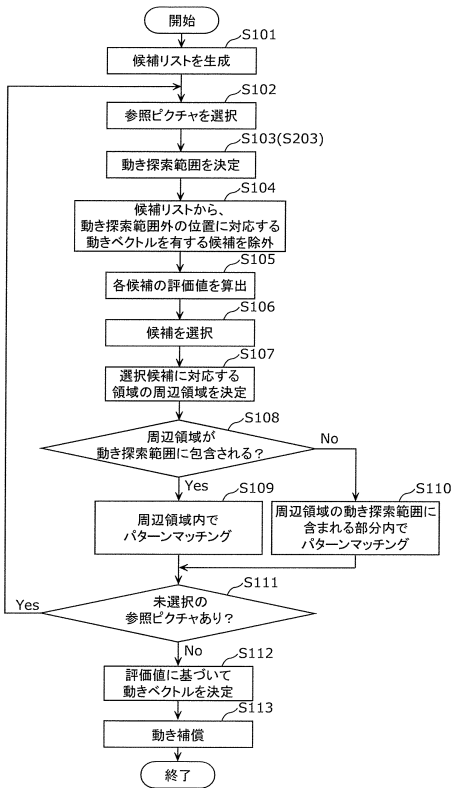 開始
S101
候補リストを生成
S102
参照ピクチャを選択
S103(S203)
動き探索範囲を決定
S104
候補リストから、
動き探索範囲外の位置に対応する
動きベクトルを有する候補を除外
S105
各候補の評価値を算出
S106
候補を選択
S107
選択候補に対応する
領域の周辺領域を決定
S108
周辺領域が
動き探索範囲に包含される？
No
Yes
S109
周辺領域内で
パターンマッチング
S110
周辺領域の動き探索範囲に
含まれる部分内で
パターンマッチング
S111
Yes
未選択の
参照ピクチャあり？
No
S112
評価値に基づいて
動きベクトルを決定
S113
動き補償
終了